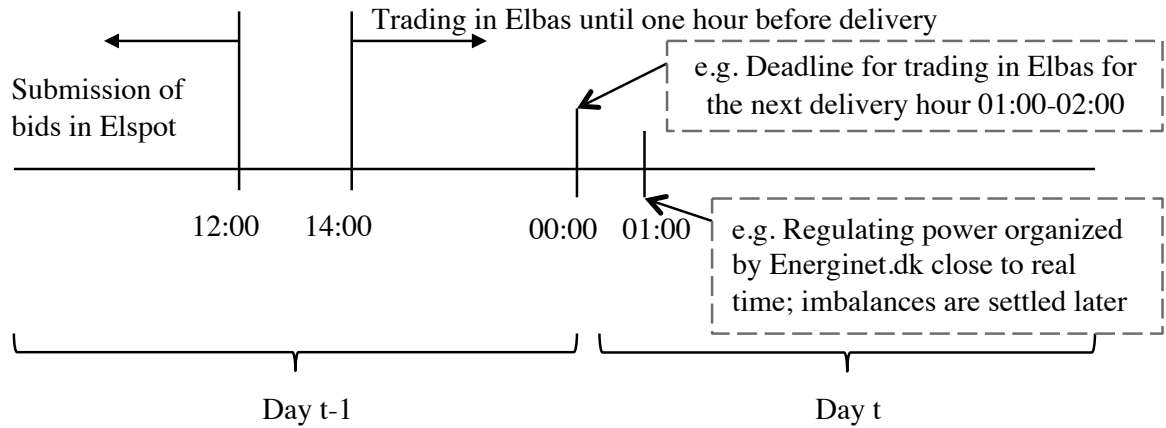 Trading in Elbas until one hour before delivery
Submission of
bids in Elspot
e.g. Deadline for trading in Elbas for
the next delivery hour 01:00-02:00
12:00
14:00
00:00
01:00
e.g. Regulating power organized
by Energinet.dk close to real
time; imbalances are settled later
Day t-1
Day t